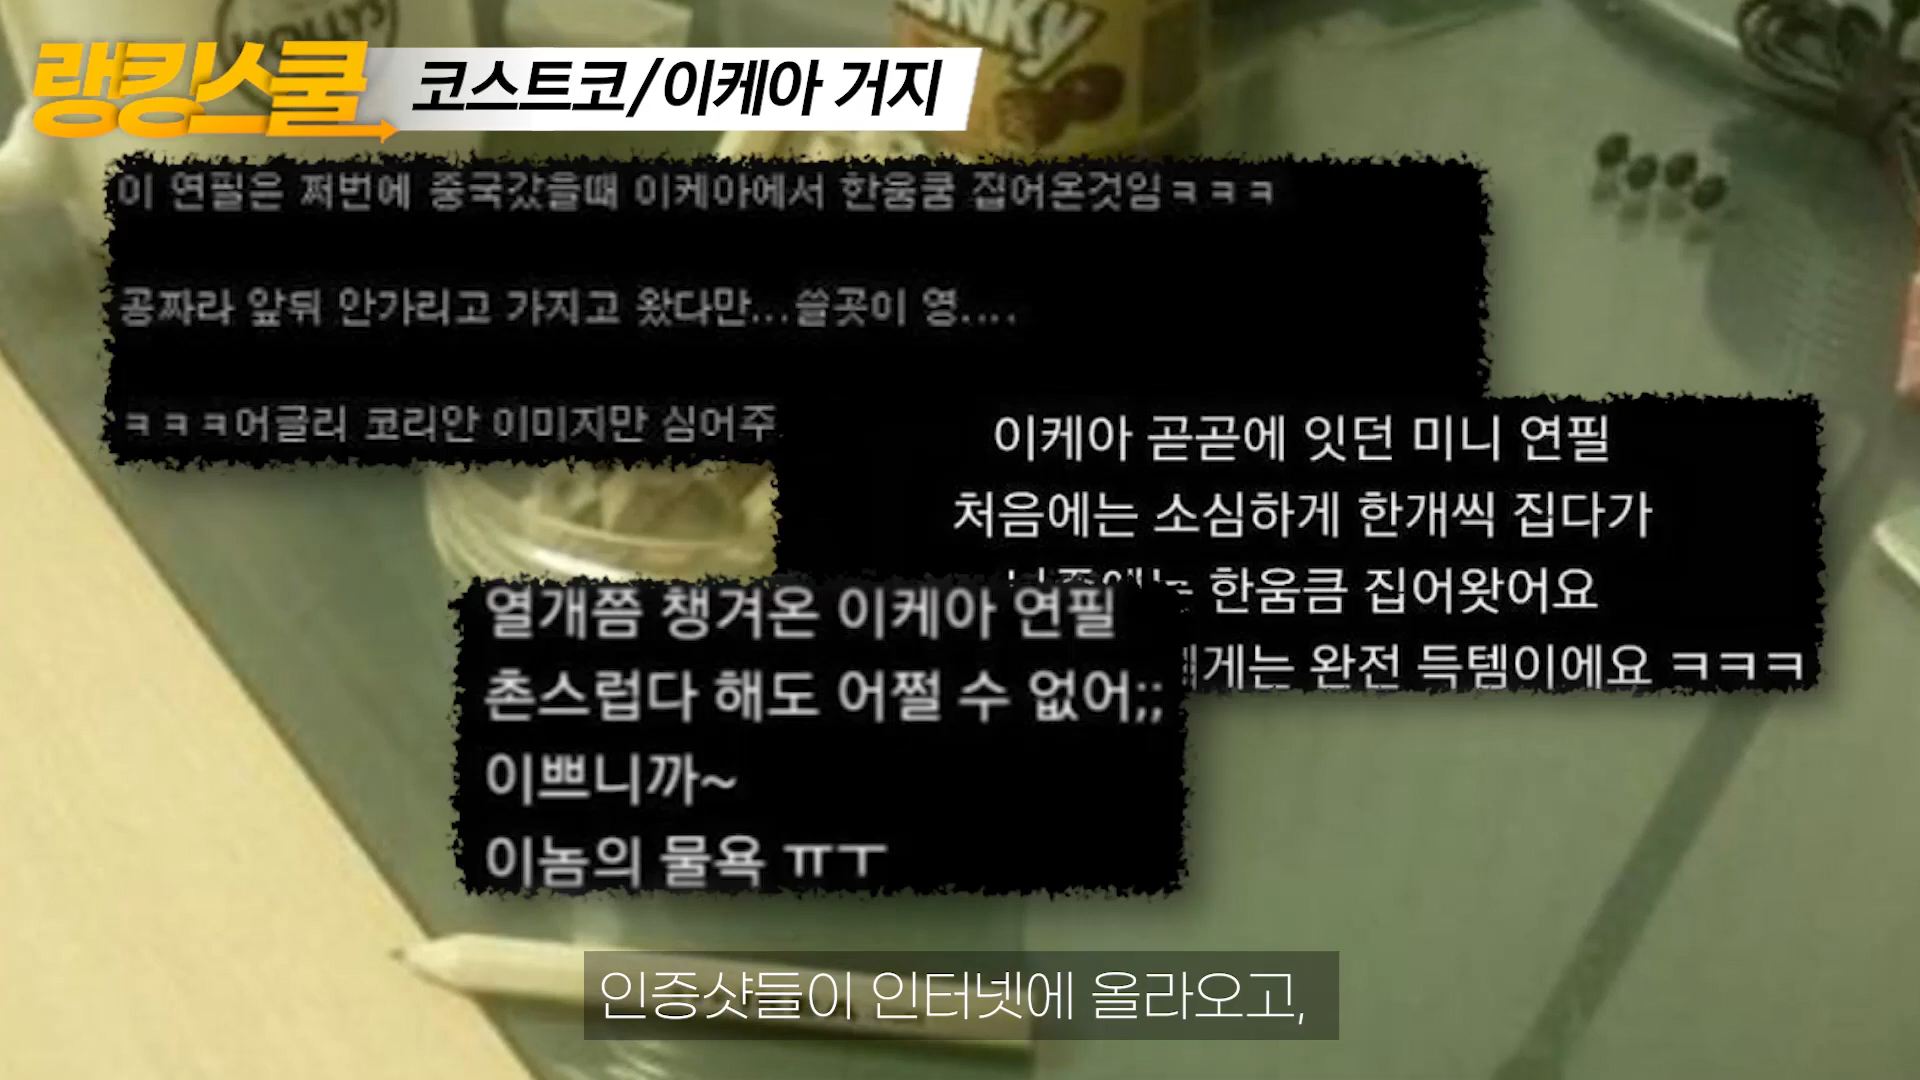 HOLLYS
UNKY
랭킹스쿨
코스트코/이케아 거지
이 연필은 쩌번에 중국갔을때 이케아에서 한움쿵 집어온것임ㅋㅋㅋ
공짜라 앞뒤 안가리고 가지고 왔다만...쓸곳이 영....
ㅋㅋㅋ어글리 코리안 이미지만 심어주
이케아 곧곧에 잇던 미니 연필
처음에는 소심하게 한개씩 집다가
한움큼 집어왓어요
완전 득템이에요 ㅋㅋㅋ
열개쯤 챙겨온 이케아 연필
촌스럽다 해도 어쩔 수 없어;;
이쁘니까~
이놈의 물욕 ㅠㅜ
인증샷들이 인터넷에 올라오고,